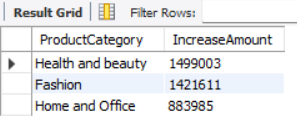 Result Grid Filter Rows:
ProductCategory IncreaseAmount
Health and beauty 1499003
Fashion 1421611
Home and Office 883985